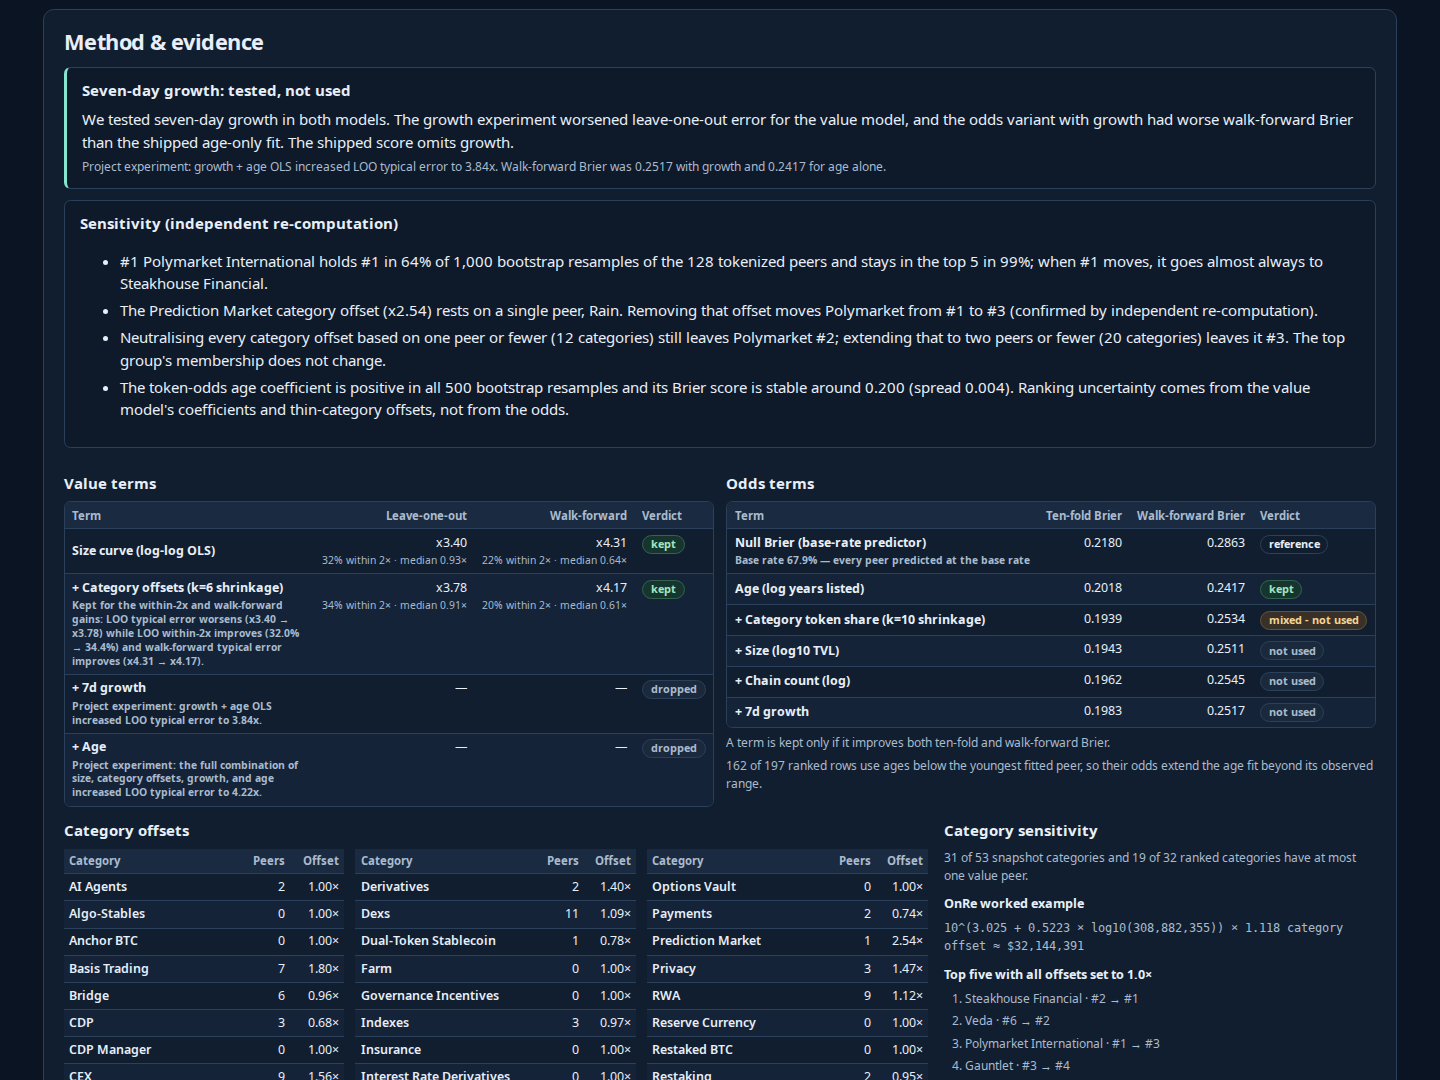 Method & evidence
Seven-day growth: tested, not used
We tested seven-day growth in both models. The growth experiment worsened leave-one-out error for the value model, and the odds variant with growth had worse walk-forward Brier
than the shipped age-only fit. The shipped score omits growth.
Project experiment: growth + age OLS increased LOO typical error to 3.84x. Walk-forward Brier was 0.2517 with growth and 0.2417 for age alone.
Sensitivity (independent re-computation)
• #1 Polymarket International holds #1 in 64% of 1,000 bootstrap resamples of the 128 tokenized peers and stays in the top 5 in 99%; when #1 moves, it goes almost always to
Steakhouse Financial.
• The Prediction Market category offset (x2.54) rests on a single peer, Rain. Removing that offset moves Polymarket from #1 to #3 (confirmed by independent re-computation).
• Neutralising every category offset based on one peer or fewer (12 categories) still leaves Polymarket #2; extending that to two peers or fewer (20 categories) leaves it #3. The top
group's membership does not change.
• The token-odds age coefficient is positive in all 500 bootstrap resamples and its Brier score is stable around 0.200 (spread 0.004). Ranking uncertainty comes from the value
model's coefficients and thin-category offsets, not from the odds.
Value terms
Term Leave-one-out Walk-forward Verdict
Size curve (log-log OLS) x3.40 x4.31 kept
32% within 2× · median 0.93× 22% within 2× · median 0.64×
+ Category offsets (k=6 shrinkage) x3.78 x4.17 kept
Kept for the within-2x and walk-forward 34% within 2× · median 0.91× 20% within 2× · median 0.61×
gains: LOO typical error worsens (x3.40 →
x3.78) while LOO within-2x improves (32.0%
→ 34.4%) and walk-forward typical error
improves (x4.31 → x4.17).
+ 7d growth — — dropped
Project experiment: growth + age OLS
increased LOO typical error to 3.84x.
+ Age — — dropped
Project experiment: the full combination of
size, category offsets, growth, and age
increased LOO typical error to 4.22x.
Odds terms
Term Ten-fold Brier Walk-forward Brier Verdict
Null Brier (base-rate predictor) 0.2180 0.2863 reference
Base rate 67.9% — every peer predicted at the base rate
Age (log years listed) 0.2018 0.2417 kept
+ Category token share (k=10 shrinkage) 0.1939 0.2534 mixed - not used
+ Size (log10 TVL) 0.1943 0.2511 not used
+ Chain count (log) 0.1962 0.2545 not used
+ 7d growth 0.1983 0.2517 not used
A term is kept only if it improves both ten-fold and walk-forward Brier.
162 of 197 ranked rows use ages below the youngest fitted peer, so their odds extend the age fit beyond its observed
range.
Category offsets
Category Peers Offset
AI Agents 2 1.00×
Algo-Stables 0 1.00×
Anchor BTC 0 1.00×
Basis Trading 7 1.80×
Bridge 6 0.96×
CDP 3 0.68×
CDP Manager 0 1.00×
CEX 9 1.56×
Category Peers Offset
Derivatives 2 1.40×
Dexs 11 1.09×
Dual-Token Stablecoin 1 0.78×
Farm 0 1.00×
Governance Incentives 0 1.00×
Indexes 3 0.97×
Insurance 0 1.00×
Interest Rate Derivatives 0 1.00×
Category Peers Offset
Options Vault 0 1.00×
Payments 2 0.74×
Prediction Market 1 2.54×
Privacy 3 1.47×
RWA 9 1.12×
Reserve Currency 0 1.00×
Restaked BTC 0 1.00×
Restaking 2 0.95×
Category sensitivity
31 of 53 snapshot categories and 19 of 32 ranked categories have at most
one value peer.
OnRe worked example
10^(3.025 + 0.5223 × log10(308,882,355)) × 1.118 category
offset ≈ $32,144,391
Top five with all offsets set to 1.0×
1. Steakhouse Financial · #2 → #1
2. Veda · #6 → #2
3. Polymarket International · #1 → #3
4. Gauntlet · #3 → #4